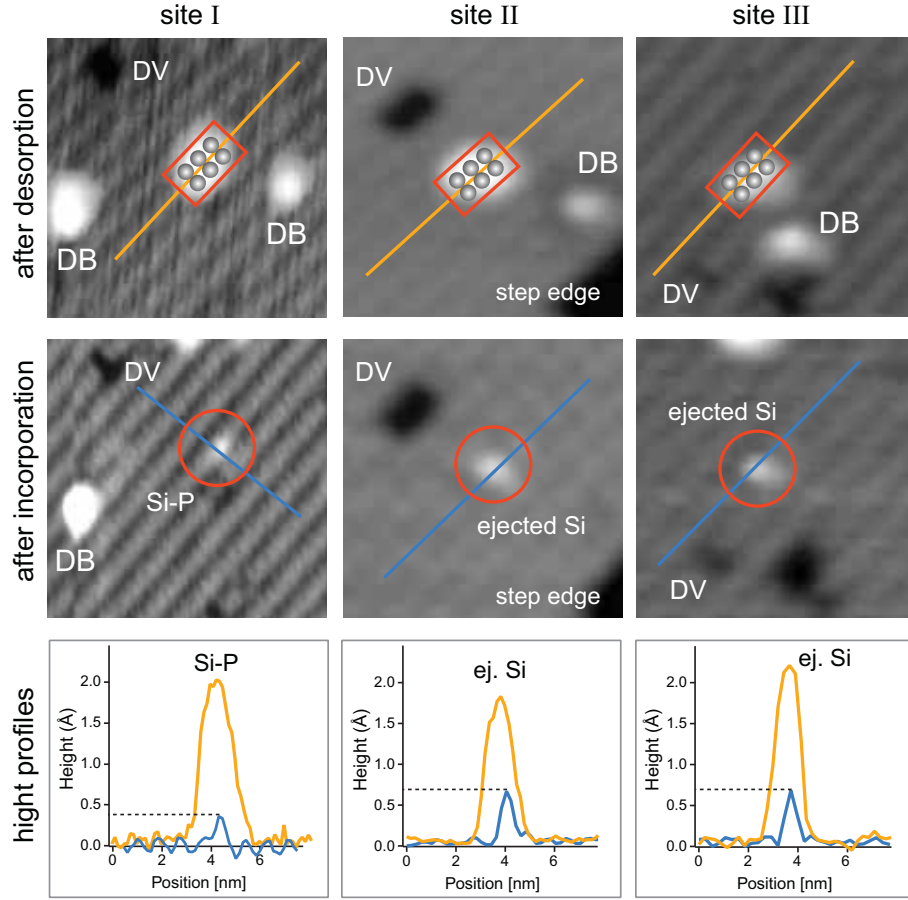 site I
site II
site III
after desorption
DV
DB
DB
DV
DB
step edge
DB
DV
after incorporation
DV
Si-P
DB
DV
ejected Si
step edge
ejected Si
DV
hight profiles
Si-P
Height (Å)
2.0
1.5
1.0
0.5
0.0
0
2
4
6
Position [nm]
ej. Si
Height (Å)
2.0
1.5
1.0
0.5
0.0
0
2
4
6
Position [nm]
ej. Si
Height (Å)
2.0
1.5
1.0
0.5
0.0
0
2
4
6
Position [nm]